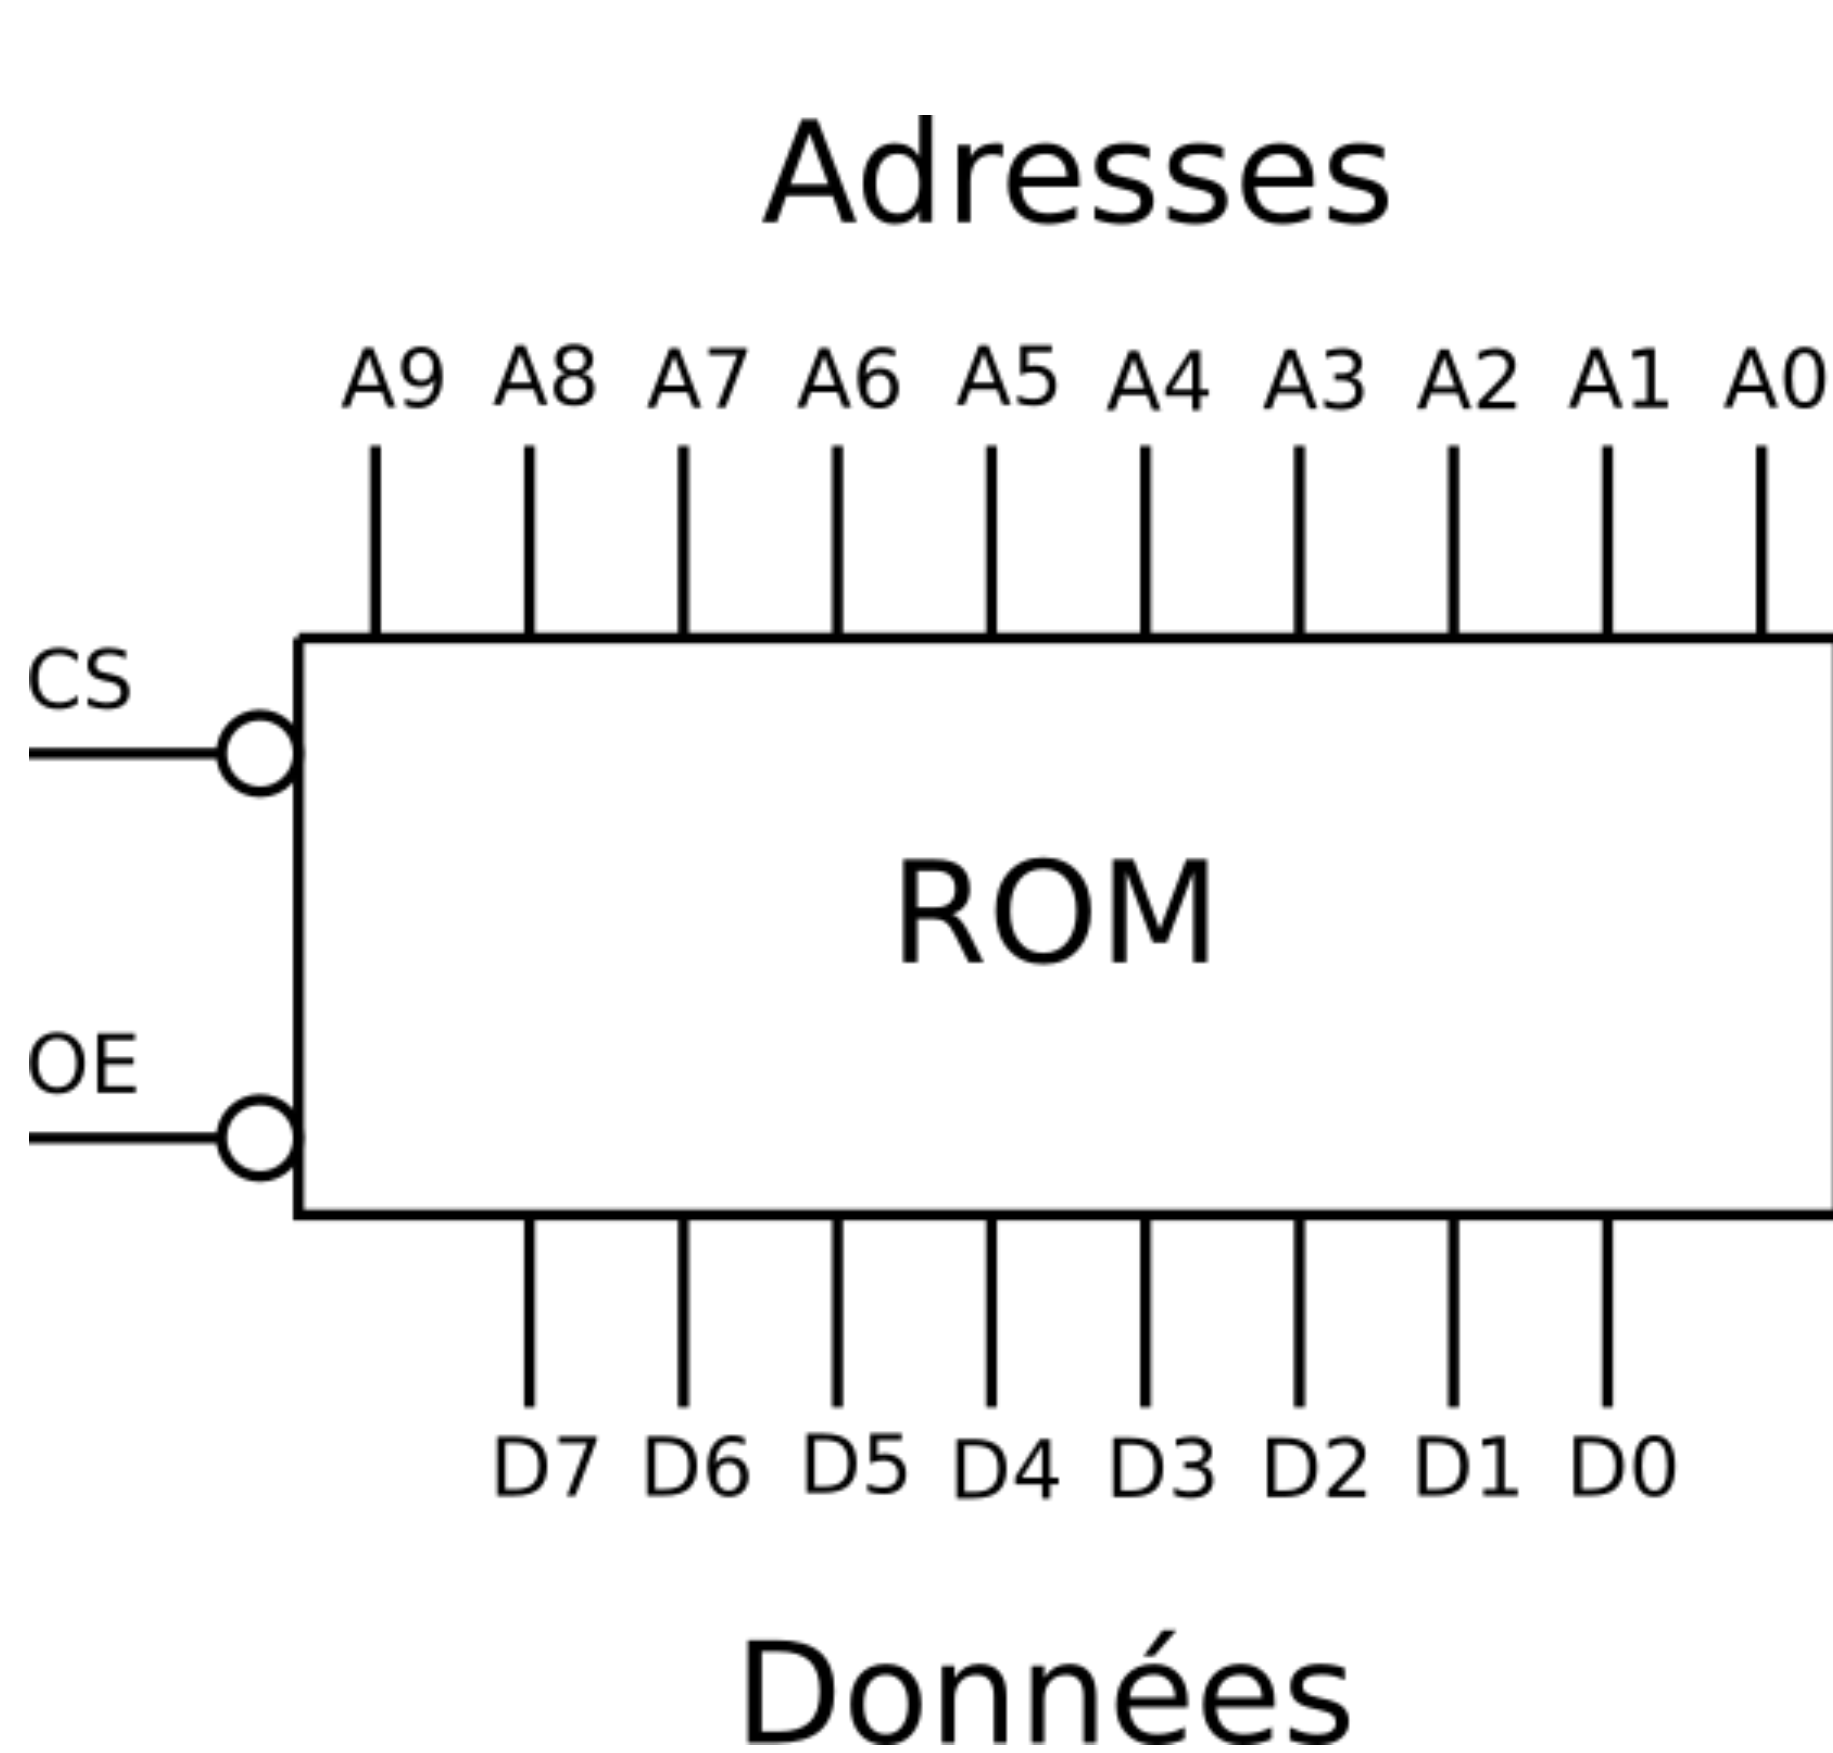 Adresses
A9 A8 A7 A6 A5 A4 A3 A2 A1 A0
CS
ROM
OE
D7 D6 D5 D4 D3 D2 D1 D0
Données